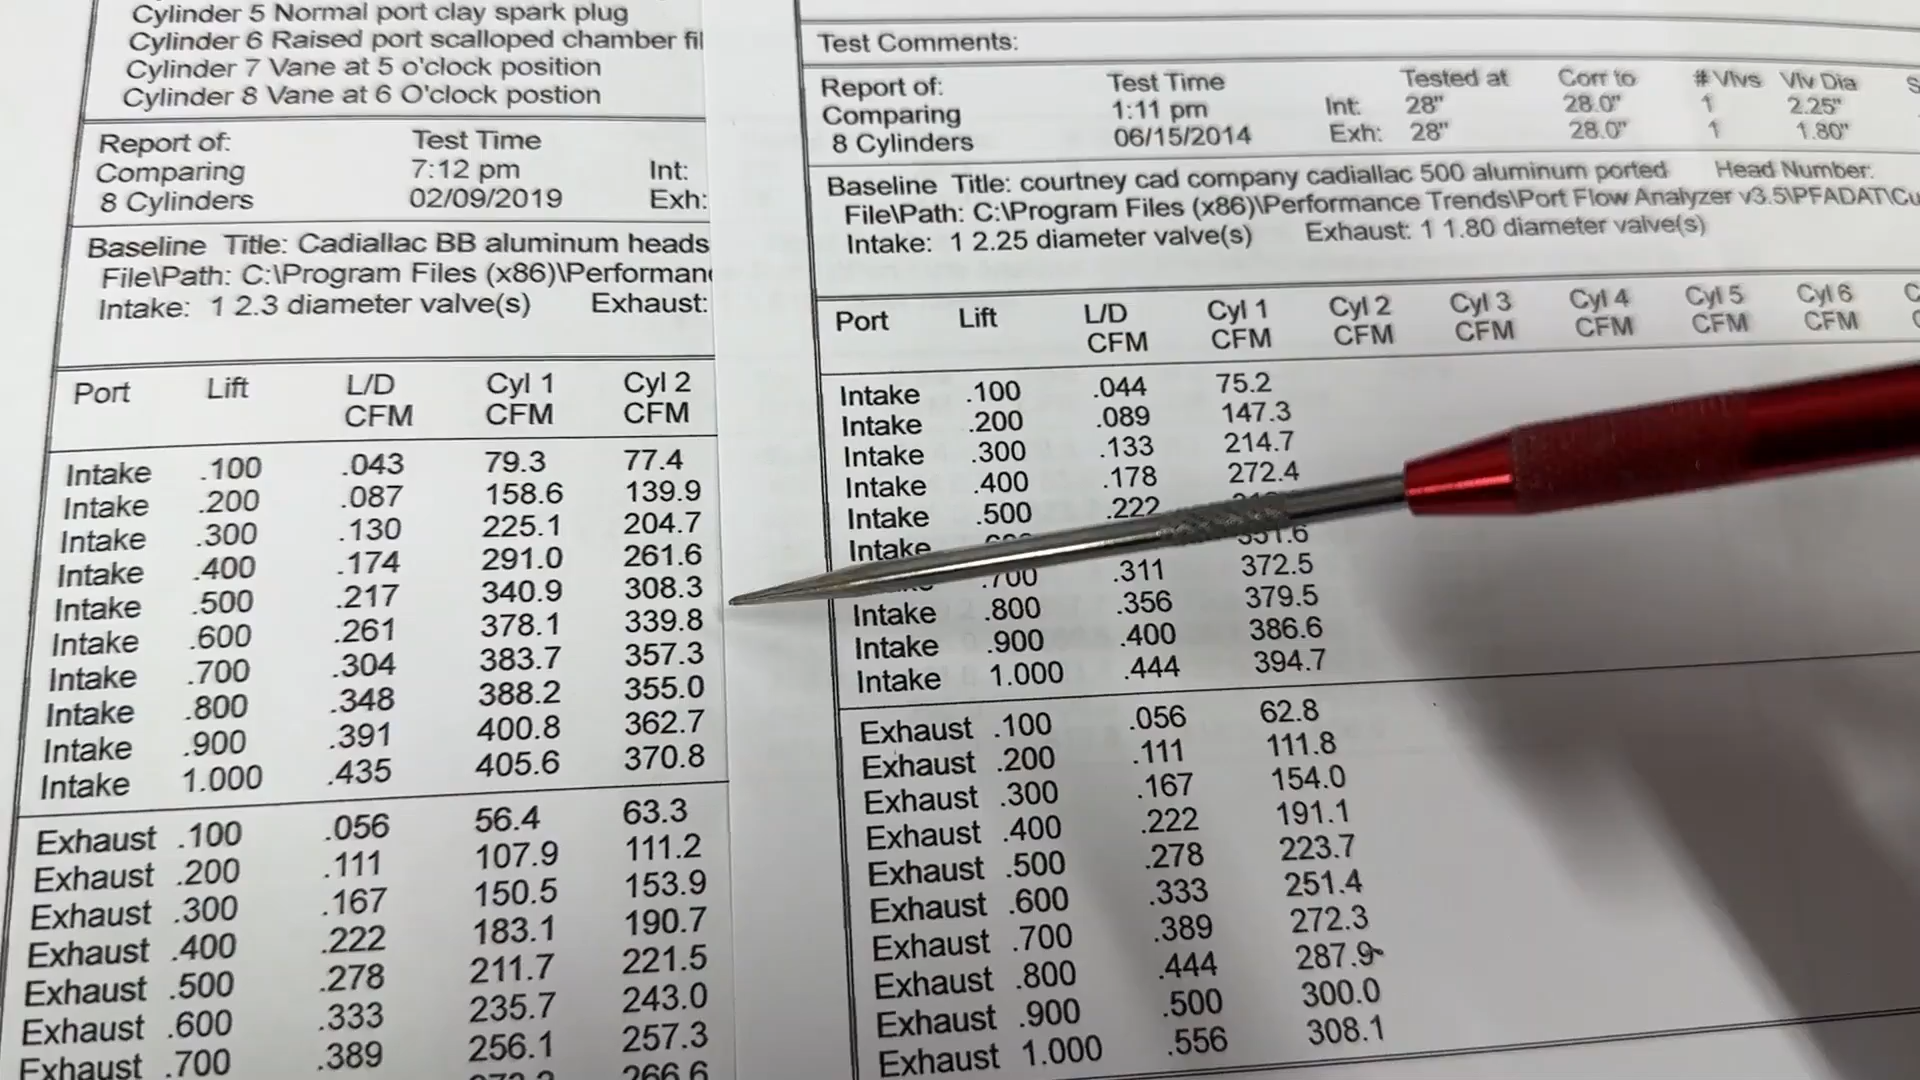 Cylinder 5 Normal port clay spark plug
Cylinder 6 Raised port scalloped chamber
Cylinder 7 Vane at 5 o'clock position
Cylinder 8 Vane at 6 O'clock postion
Report of: Test Time
Comparing 7:12 pm Int:
8 Cylinders 02/09/2019 Exh:
Baseline Title: Cadiallac BB aluminum heads
File\Path: C:\Program Files (x86)\Performan
Intake: 1 2.3 diameter valve(s) Exhaust:
Port Lift L/D Cyl 1 Cyl 2
CFM CFM CFM
Intake .100 .043 79.3 77.4
Intake .200 .087 158.6 139.9
Intake .300 .130 225.1 204.7
Intake .400 .174 291.0 261.6
Intake .500 .217 340.9 308.3
Intake .600 .261 378.1 339.8
Intake .700 .304 383.7 357.3
Intake .800 .348 388.2 355.0
Intake .900 .391 400.8 362.7
Intake 1.000 .435 405.6 370.8
Exhaust .100 .056 56.4 63.3
Exhaust .200 .111 107.9 111.2
Exhaust .300 .167 150.5 153.9
Exhaust .400 .222 183.1 190.7
Exhaust .500 .278 211.7 221.5
Exhaust .600 .333 235.7 243.0
Exhaust .700 .389 256.1 257.3
266.6
Test Comments:
Report of: Test Time Tested at Corr to # Vlvs Vlv Dia
Comparing 1:11 pm Int: 28" 28.0" 1 2.25"
8 Cylinders 06/15/2014 Exh: 28" 28.0" 1 1.80"
Baseline Title: courtney cad company cadiallac 500 aluminum ported Head Number:
File\Path: C:\Program Files (x86)\Performance Trends\Port Flow Analyzer v3.5\PFADAT\Cu
Intake: 1 2.25 diameter valve(s) Exhaust: 1 1.80 diameter valve(s)
Port Lift L/D Cyl 1 Cyl 2 Cyl 3 Cyl 4 Cyl 5 Cyl 6
CFM CFM CFM CFM CFM CFM CFM
Intake .100 .044 75.2
Intake .200 .089 147.3
Intake .300 .133 214.7
Intake .400 .178 272.4
Intake .500 .222
Intake
.700 .311 372.5
Intake .800 .356 379.5
Intake .900 .400 386.6
Intake 1.000 .444 394.7
Exhaust .100 .056 62.8
Exhaust .200 .111 111.8
Exhaust .300 .167 154.0
Exhaust .400 .222 191.1
Exhaust .500 .278 223.7
Exhaust .600 .333 251.4
Exhaust .700 .389 272.3
Exhaust .800 .444 287.9
Exhaust .900 .500 300.0
Exhaust 1.000 .556 308.1